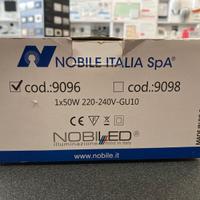 NOBILE ITALIA SpA
cod.:9096 cod.:9098
1x50W 220-240V-GU10
NOBILED
illuminazione made in Italy
www.nobile.it